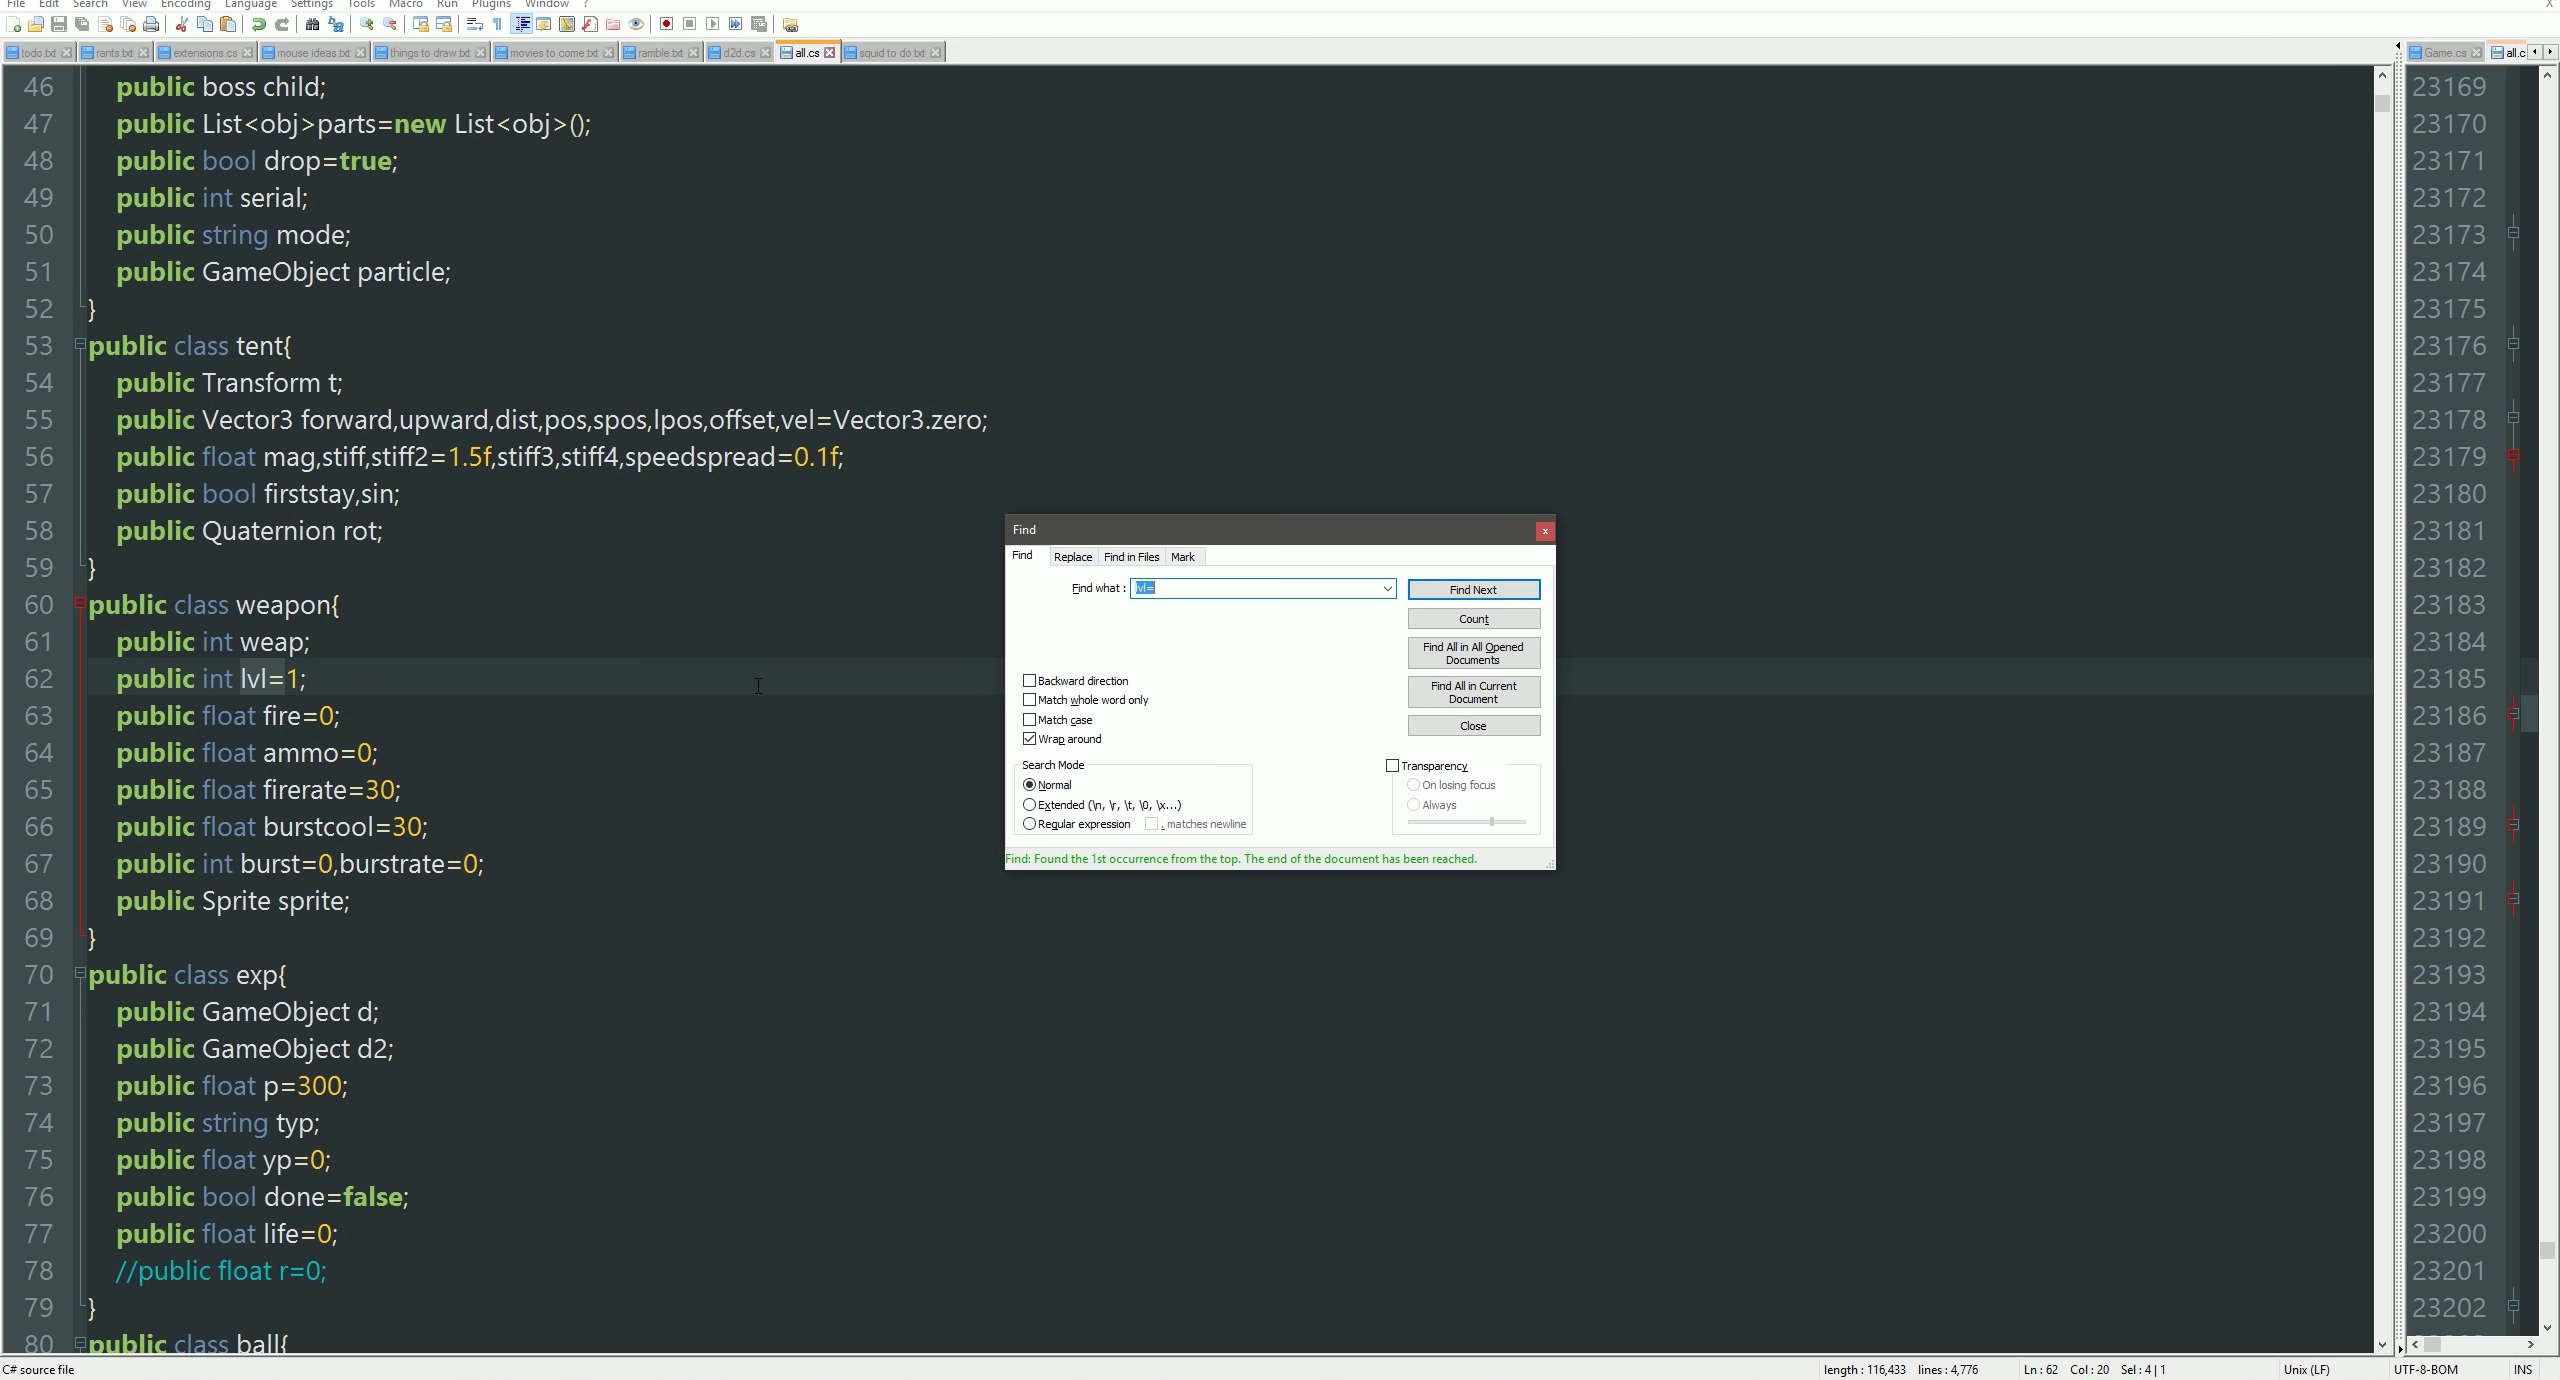 File Edit Search View Encoding Language Settings Tools Macro Run Plugins Window ? X
todo.txt rants.txt extensions.cs mouse ideas.txt things to draw.txt movies to come.txt ramble.txt d2d.cs all.cs squid to do.txt Game.cs all.c
46 public boss child;
47 public List<obj>parts=new List<obj>();
48 public bool drop=true;
49 public int serial;
50 public string mode;
51 public GameObject particle;
52 }
53 public class tent{
54 public Transform t;
55 public Vector3 forward,upward,dist,pos,spos,lpos,offset,vel=Vector3.zero;
56 public float mag,stiff,stiff2=1.5f,stiff3,stiff4,speedspread=0.1f;
57 public bool firststay,sin;
58 public Quaternion rot;
59 }
60 public class weapon{
61 public int weap;
62 public int lvl=1;
63 public float fire=0;
64 public float ammo=0;
65 public float firerate=30;
66 public float burstcool=30;
67 public int burst=0,burstrate=0;
68 public Sprite sprite;
69 }
70 public class exp{
71 public GameObject d;
72 public GameObject d2;
73 public float p=300;
74 public string typ;
75 public float yp=0;
76 public bool done=false;
77 public float life=0;
78 //public float r=0;
79 }
80 public class ball{
Find x
Find Replace Find in Files Mark
Find what : lvl=
Find Next
Count
Find All in All Opened
Documents
Find All in Current
Document
Close
Backward direction
Match whole word only
Match case
Wrap around
Search Mode
Normal
Extended (\n, \r, \t, \0, \x...)
Regular expression . matches newline
Transparency
On losing focus
Always
Find: Found the 1st occurrence from the top. The end of the document has been reached.
23169
23170
23171
23172
23173
23174
23175
23176
23177
23178
23179
23180
23181
23182
23183
23184
23185
23186
23187
23188
23189
23190
23191
23192
23193
23194
23195
23196
23197
23198
23199
23200
23201
23202
C# source file length : 116,433 lines : 4,776 Ln : 62 Col : 20 Sel : 4 | 1 Unix (LF) UTF-8-BOM INS